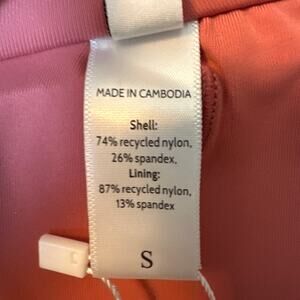 MADE IN CAMBODIA
Shell:
74% recycled nylon,
26% spandex,
Lining:
87% recycled nylon,
13% spandex
S